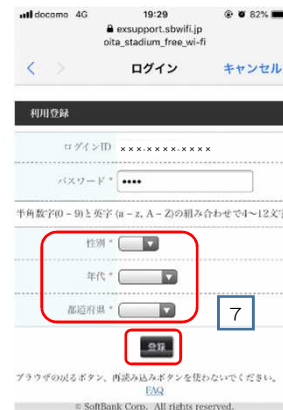 docomo 4G 19:29 82%
exsupport.sbwifi.jp
oita_stadium_free_wi-fi
ログイン キャンセル
利用登録
ログインID ×××-××××-××××
パスワード * ••••
半角数字(0 – 9)と英字 (a – z, A – Z)の組み合わせで4～12文字
性別 *
年代 *
都道府県 *
7
登録
ブラウザの戻るボタン、再読み込みボタンを使わないでください。
FAQ
© SoftBank Corp. All rights reserved.